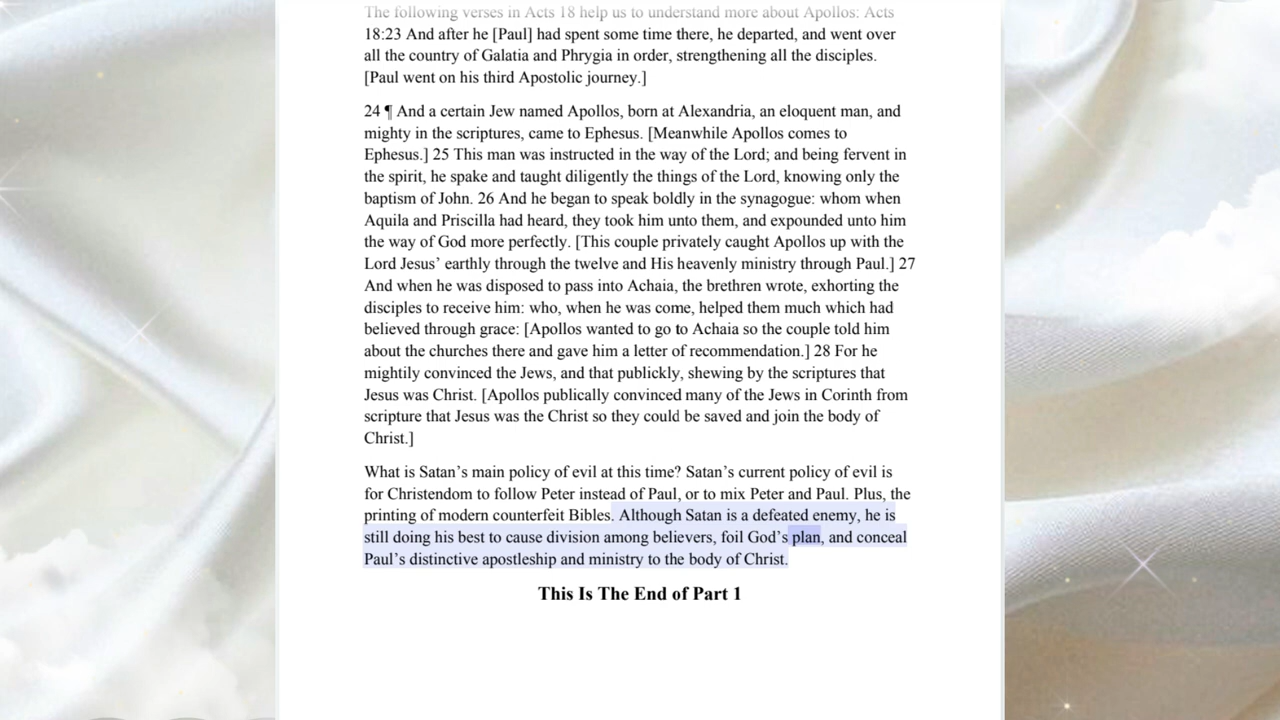 The following verses in Acts 18 help us to understand more about Apollos: Acts
18:23 And after he [Paul] had spent some time there, he departed, and went over
all the country of Galatia and Phrygia in order, strengthening all the disciples.
[Paul went on his third Apostolic journey.]
24 ¶ And a certain Jew named Apollos, born at Alexandria, an eloquent man, and
mighty in the scriptures, came to Ephesus. [Meanwhile Apollos comes to
Ephesus.] 25 This man was instructed in the way of the Lord; and being fervent in
the spirit, he spake and taught diligently the things of the Lord, knowing only the
baptism of John. 26 And he began to speak boldly in the synagogue: whom when
Aquila and Priscilla had heard, they took him unto them, and expounded unto him
the way of God more perfectly. [This couple privately caught Apollos up with the
Lord Jesus’ earthly through the twelve and His heavenly ministry through Paul.] 27
And when he was disposed to pass into Achaia, the brethren wrote, exhorting the
disciples to receive him: who, when he was come, helped them much which had
believed through grace: [Apollos wanted to go to Achaia so the couple told him
about the churches there and gave him a letter of recommendation.] 28 For he
mightily convinced the Jews, and that publickly, shewing by the scriptures that
Jesus was Christ. [Apollos publically convinced many of the Jews in Corinth from
scripture that Jesus was the Christ so they could be saved and join the body of
Christ.]
What is Satan’s main policy of evil at this time? Satan’s current policy of evil is
for Christendom to follow Peter instead of Paul, or to mix Peter and Paul. Plus, the
printing of modern counterfeit Bibles. Although Satan is a defeated enemy, he is
still doing his best to cause division among believers, foil God’s plan, and conceal
Paul’s distinctive apostleship and ministry to the body of Christ.
This Is The End of Part 1